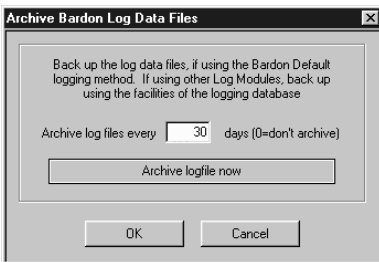 Archive Bardon Log Data Files
Back up the log data files, if using the Bardon Default
logging method. If using other Log Modules, back up
using the facilities of the logging database
Archive log files every 30 days (0=don't archive)
Archive logfile now
OK Cancel